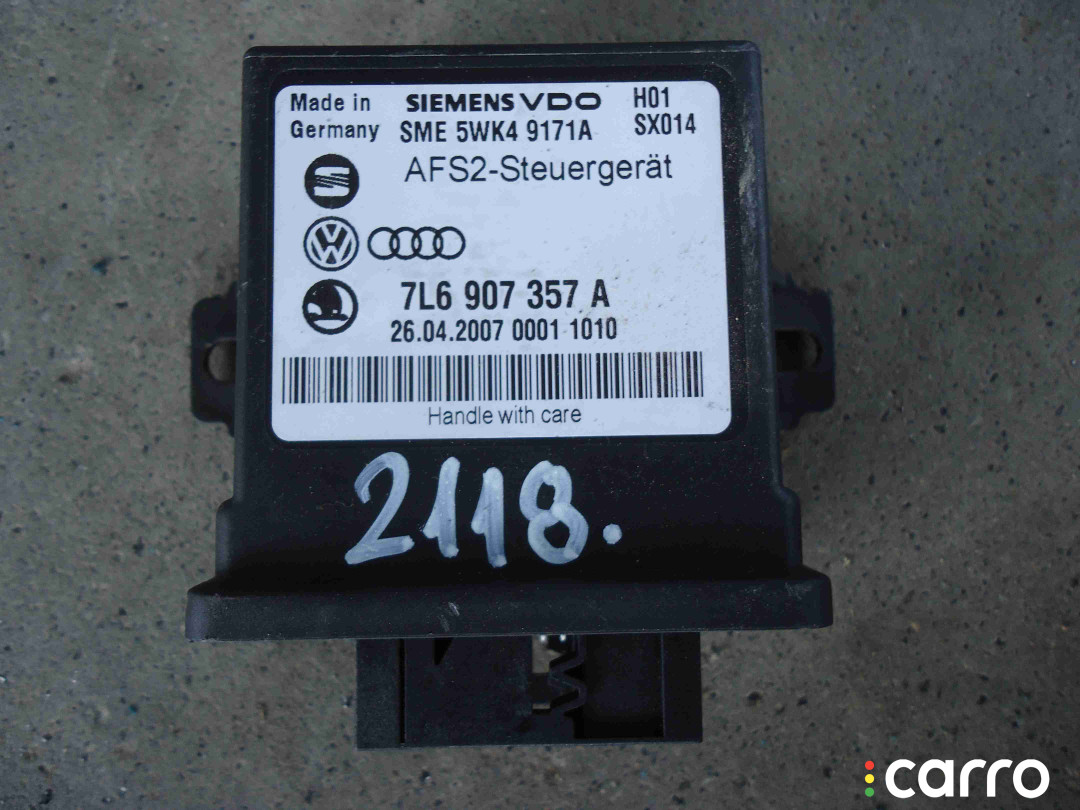 Made in SIEMENS VDO H01
Germany SME 5WK4 9171A SX014
AFS2-Steuergerät
7L6 907 357 A
26.04.2007 0001 1010
Handle with care
2118.
carro